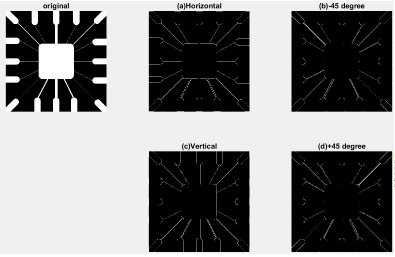 original
(a)Horizontal
(b)-45 degree
(c)Vertical
(d)+45 degree